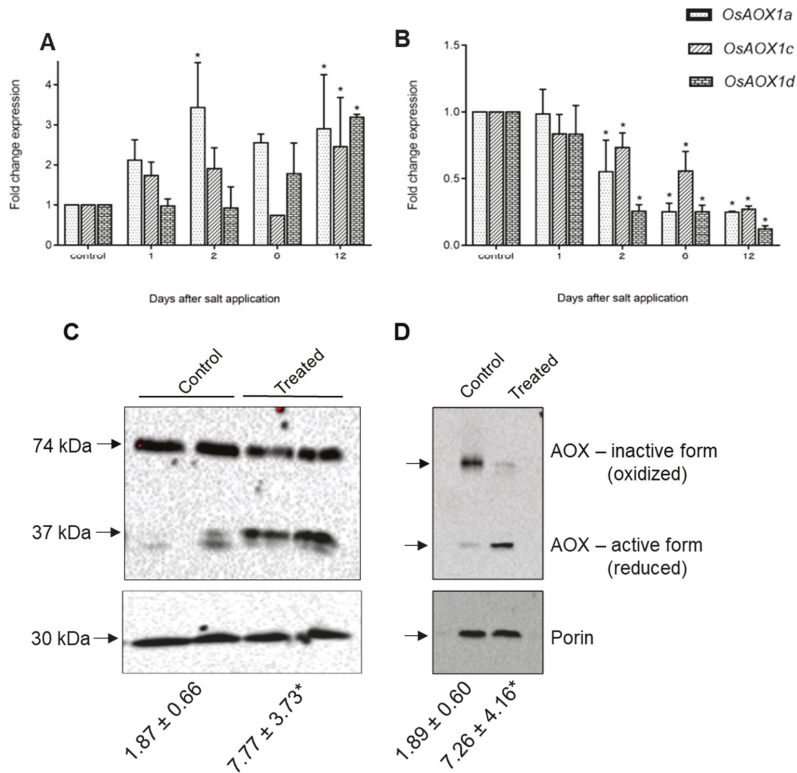 A
B
OsAOX1a
OsAOX1c
OsAOX1d
Fold change expression
4
3
2
1
0
*
* * *
control 1 2 6 12
Days after salt application
Fold change expression
1.5
1.0
0.5
0.0
* * *
* * *
* * *
control 1 2 6 12
Days after salt application
C
Control
Treated
74 kDa
37 kDa
30 kDa
1.87 ± 0.66
7.77 ± 3.73*
D
Control
Treated
AOX – inactive form
(oxidized)
AOX – active form
(reduced)
Porin
1.89 ± 0.60
7.26 ± 4.16*